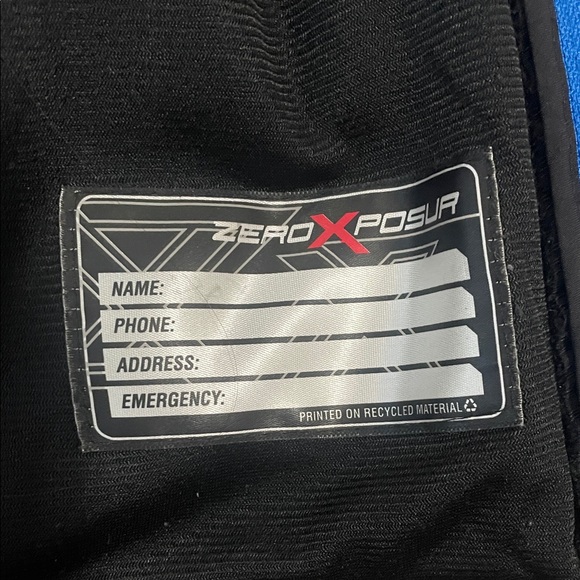 ZEROXPOSUR
NAME:
PHONE:
ADDRESS:
EMERGENCY:
PRINTED ON RECYCLED MATERIAL